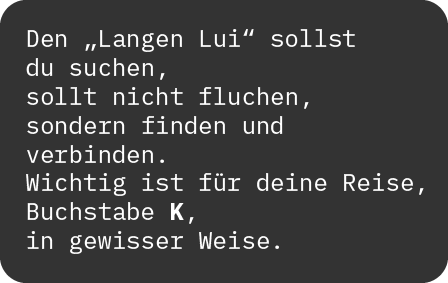 Den „Langen Lui“ sollst
du suchen,
sollt nicht fluchen,
sondern finden und
verbinden.
Wichtig ist für deine Reise,
Buchstabe K,
in gewisser Weise.